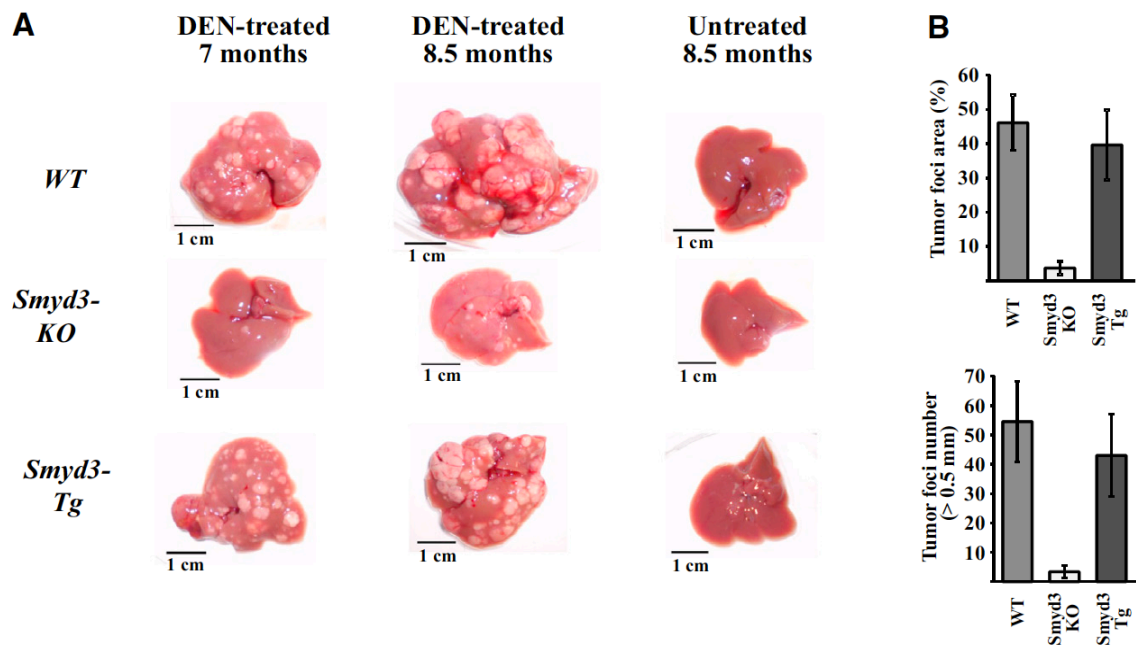 A
DEN-treated
7 months
DEN-treated
8.5 months
Untreated
8.5 months
WT
1 cm
1 cm
1 cm
Smyd3-
KO
1 cm
1 cm
1 cm
Smyd3-
Tg
1 cm
1 cm
1 cm
B
Tumor foci area (%)
60
50
40
30
20
10
WT
Smyd3
KO
Smyd3
Tg
Tumor foci number
(> 0.5 mm)
70
60
50
40
30
20
10
WT
Smyd3
KO
Smyd3
Tg